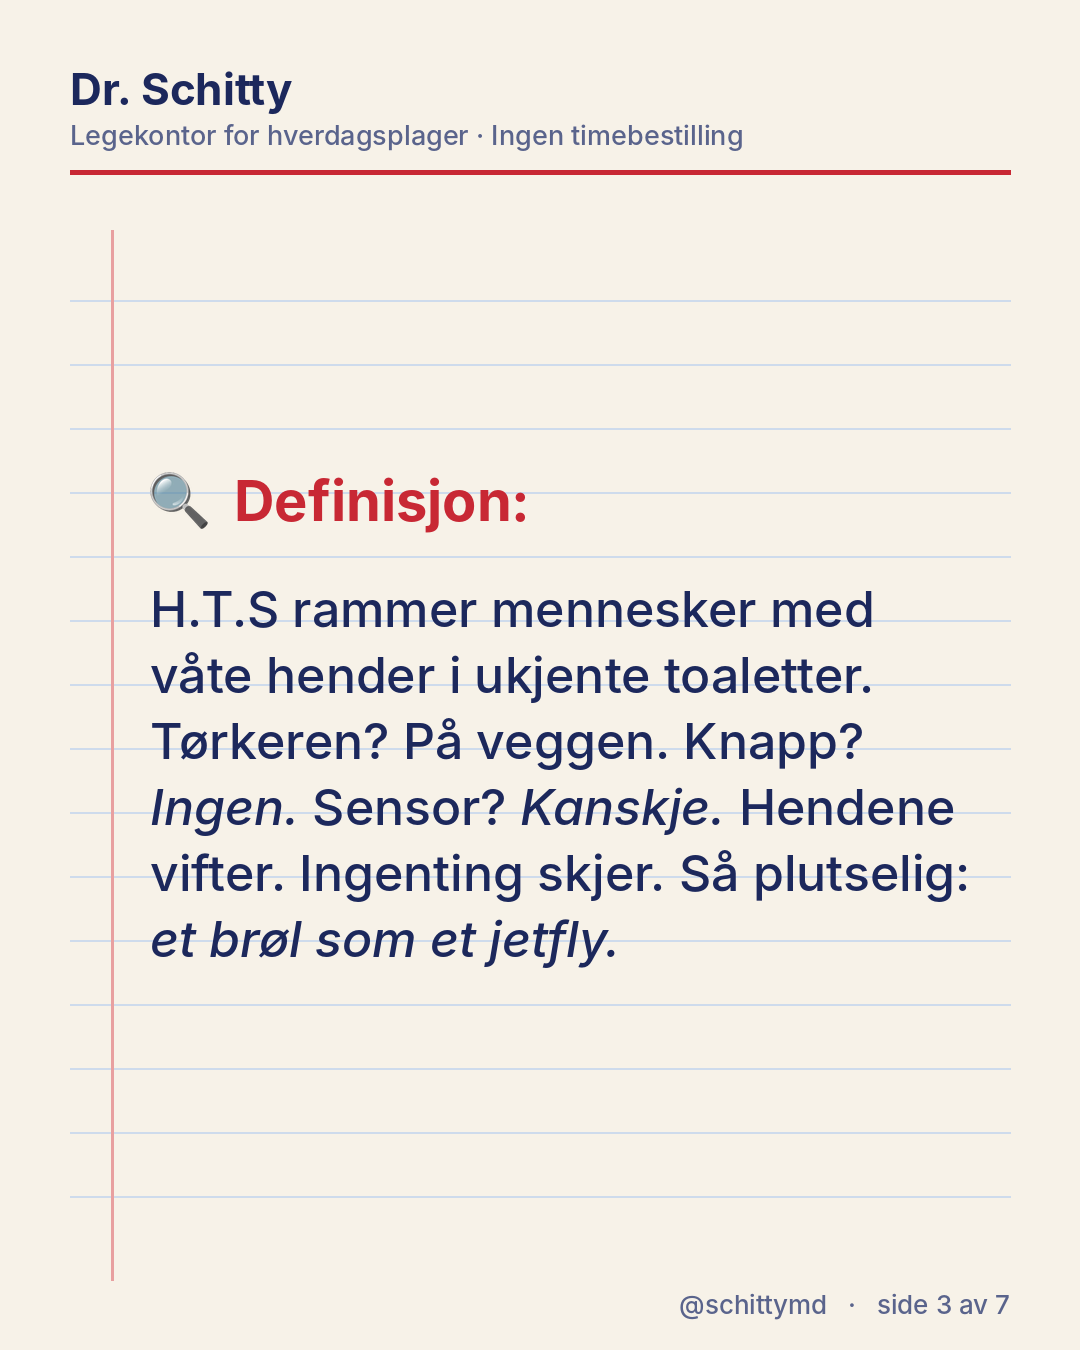 Dr. Schitty
Legekontor for hverdagsplager · Ingen timebestilling
🔍 Definisjon:
H.T.S rammer mennesker med
våte hender i ukjente toaletter.
Tørkeren? På veggen. Knapp?
Ingen. Sensor? Kanskje. Hendene
vifter. Ingenting skjer. Så plutselig:
et brøl som et jetfly.
@schittymd · side 3 av 7